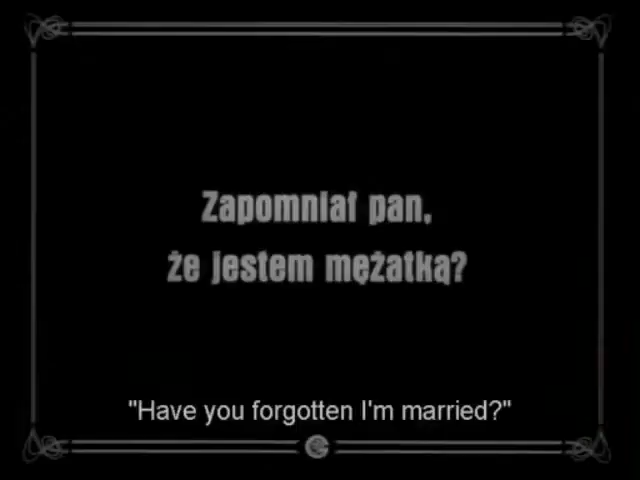 Zapomniał pan,
że jestem mężatką?
"Have you forgotten I'm married?"